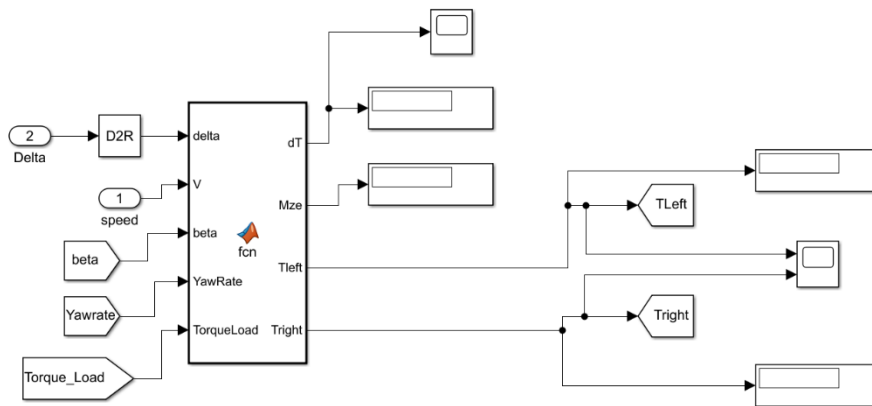 2
Delta
D2R
1
speed
beta
Yawrate
Torque_Load
delta
V
beta
YawRate
TorqueLoad
fcn
dT
Mze
Tleft
Tright
TLeft
Tright